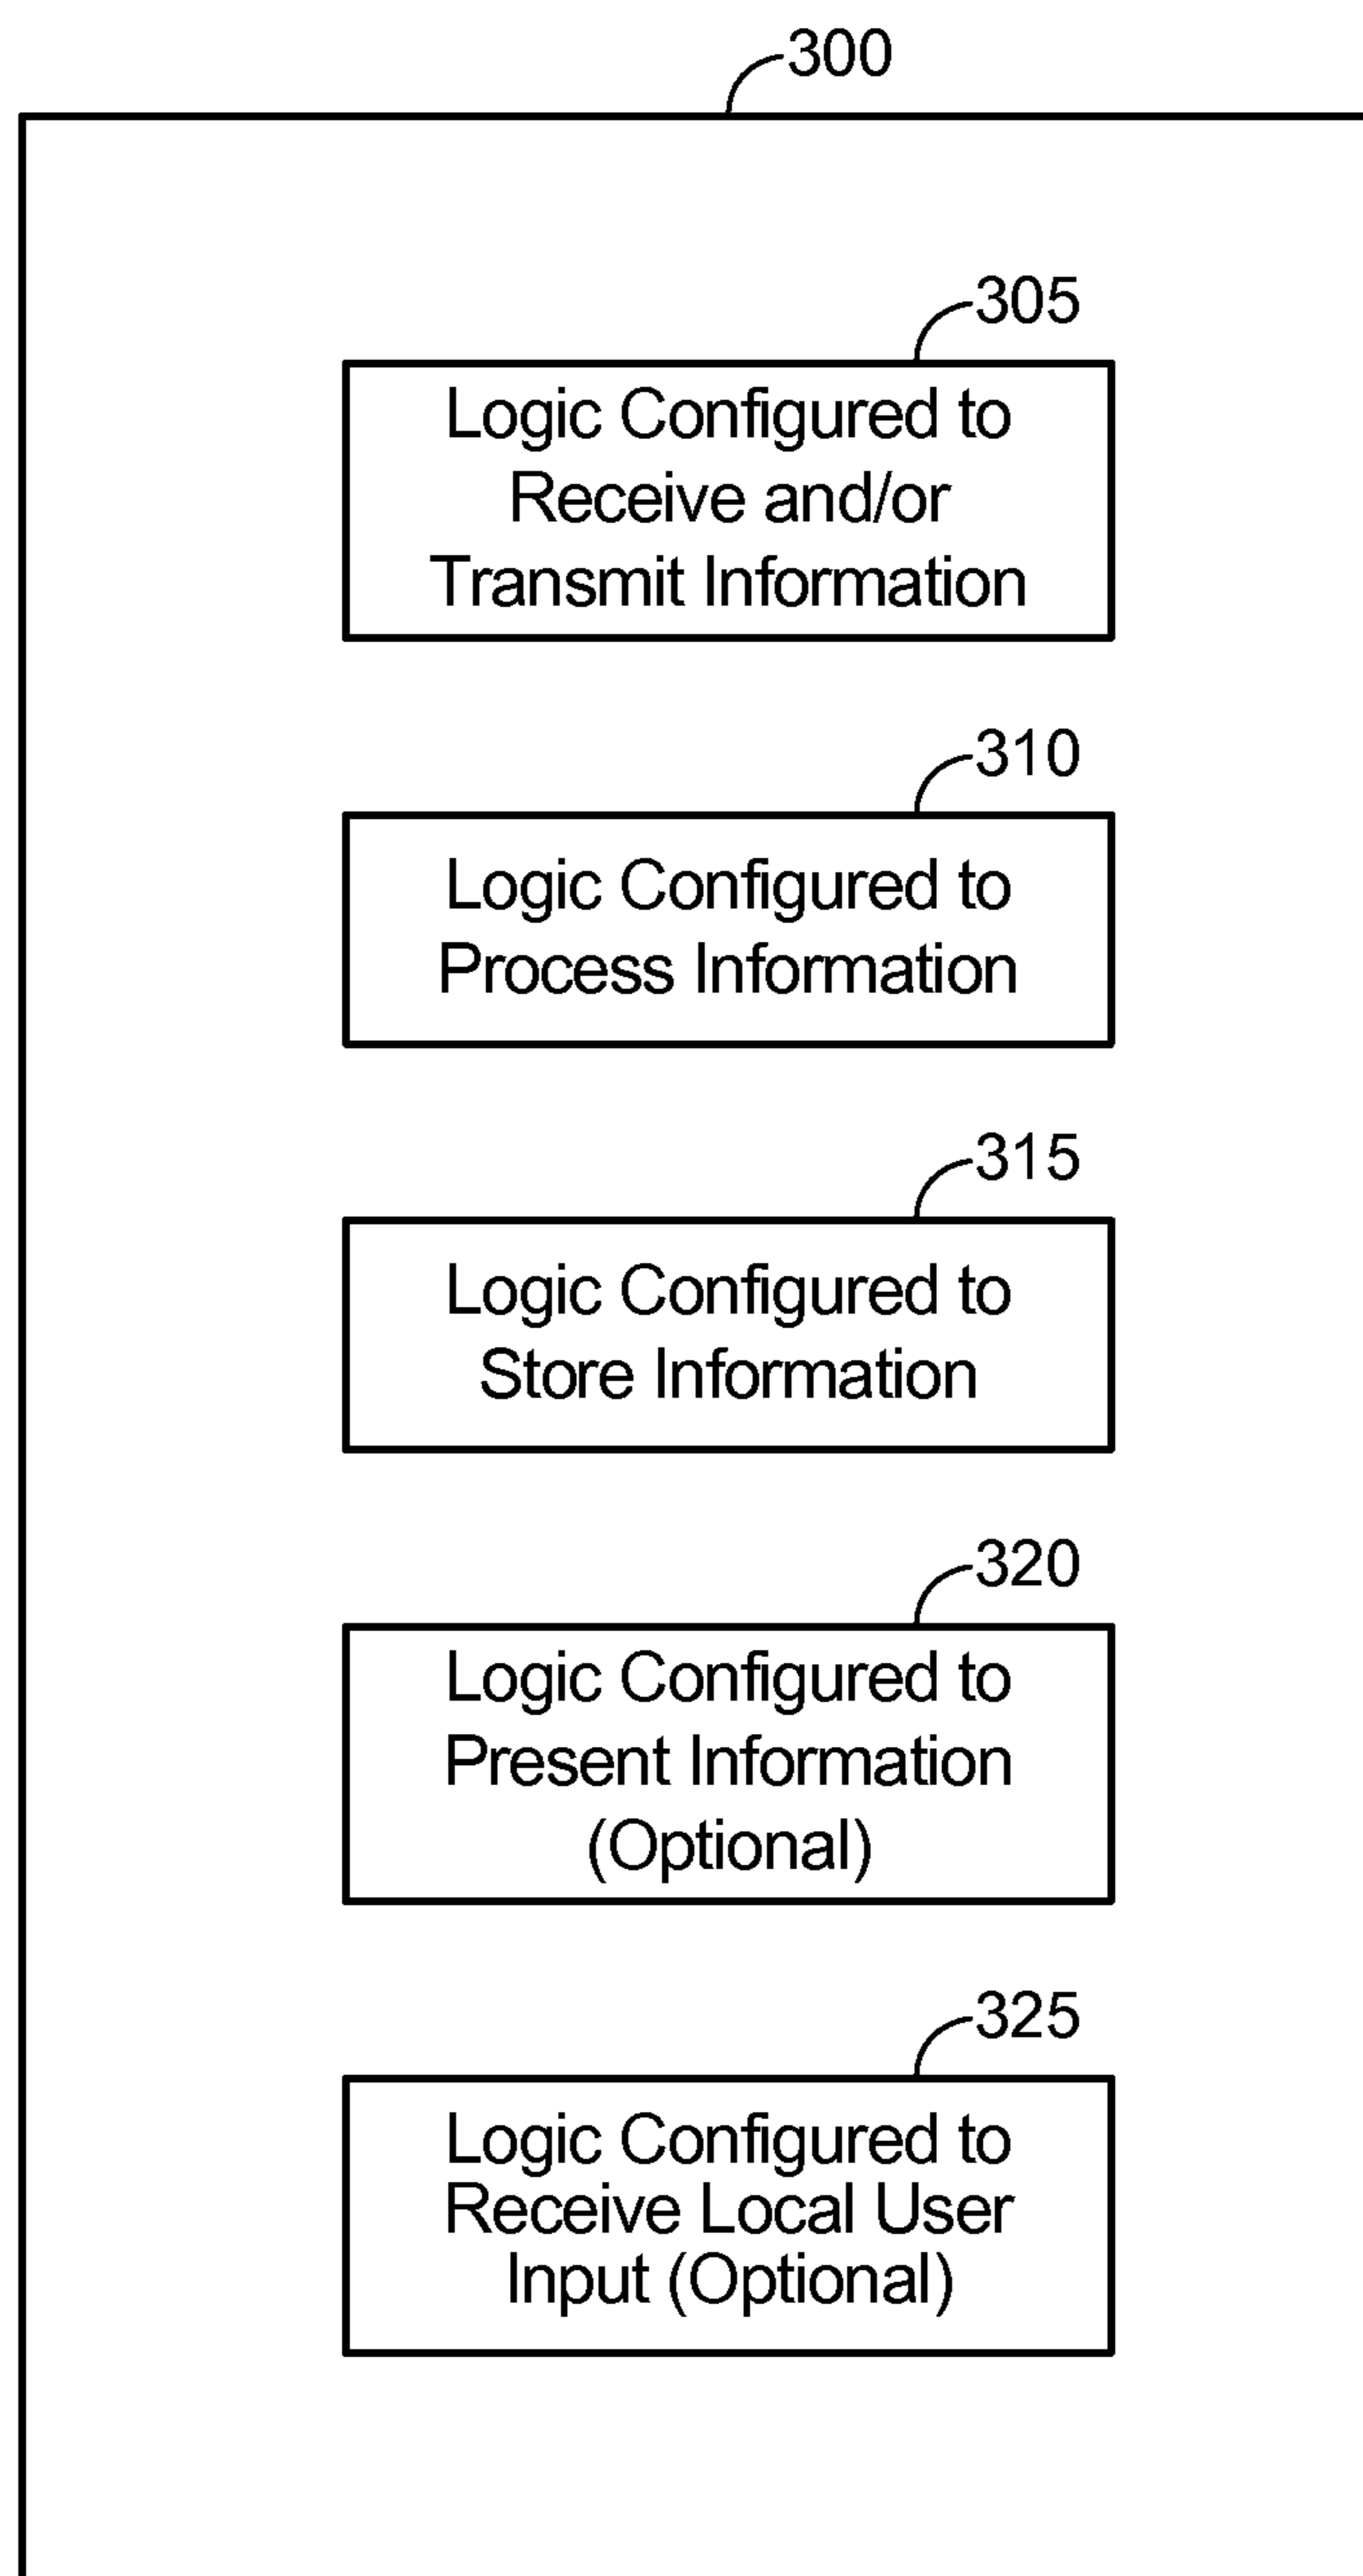 300
305
Logic Configured to
Receive and/or
Transmit Information
310
Logic Configured to
Process Information
315
Logic Configured to
Store Information
320
Logic Configured to
Present Information
(Optional)
325
Logic Configured to
Receive Local User
Input (Optional)